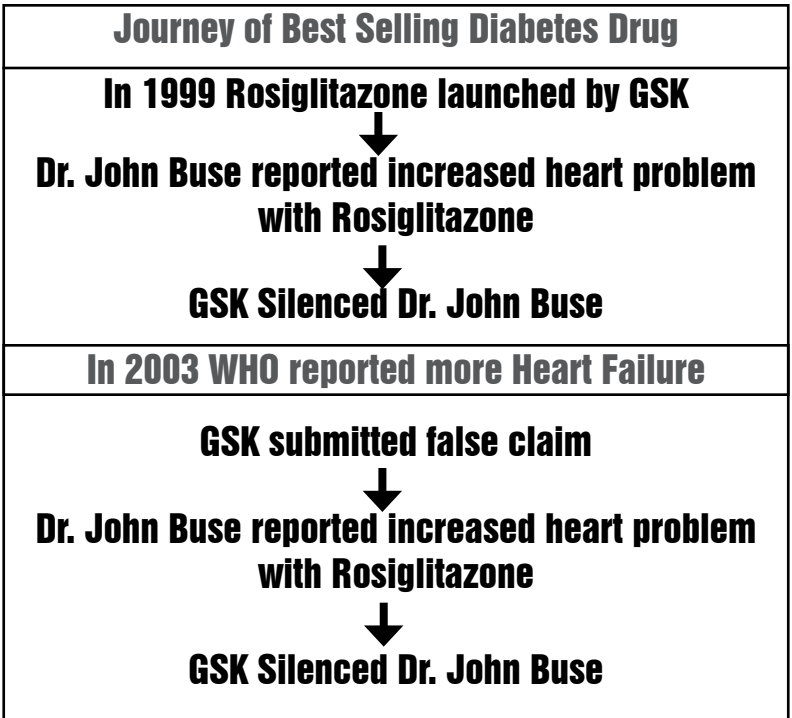 Journey of Best Selling Diabetes Drug
In 1999 Rosiglitazone launched by GSK
Dr. John Buse reported increased heart problem
with Rosiglitazone
GSK Silenced Dr. John Buse
In 2003 WHO reported more Heart Failure
GSK submitted false claim
Dr. John Buse reported increased heart problem
with Rosiglitazone
GSK Silenced Dr. John Buse